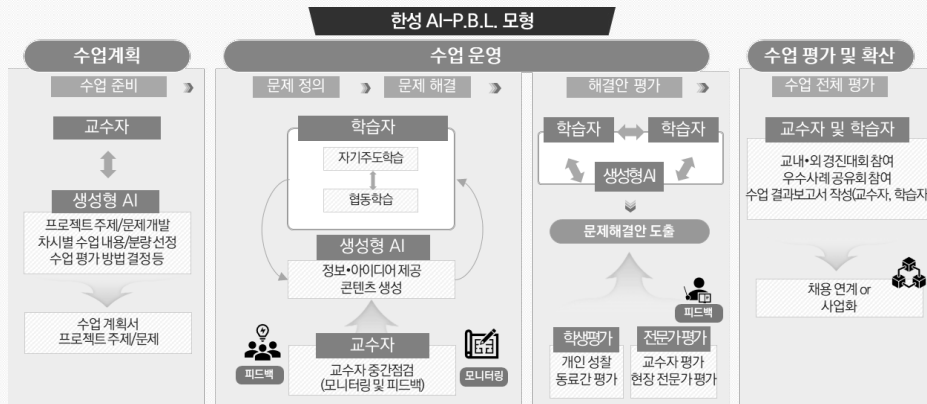 한성 AI-P.B.L. 모형
수업계획
수업 준비
교수자
생성형 AI
프로젝트 주제/문제개발
차시별 수업 내용/분량 선정
수업 평가 방법 결정 등
수업 계획서
프로젝트 주제/문제
수업 운영
문제 정의
문제 해결
학습자
자기주도학습
협동학습
생성형 AI
정보•아이디어 제공
콘텐츠 생성
피드백
교수자
교수자 중간점검
(모니터링 및 피드백)
모니터링
해결안 평가
학습자
학습자
생성형AI
문제해결안 도출
피드백
학생평가
개인 성찰
동료간 평가
전문가평가
교수자 평가
현장 전문가 평가
수업 평가 및 확산
수업 전체 평가
교수자 및 학습자
교내•외 경진대회 참여
우수사례 공유회 참여
수업 결과보고서 작성(교수자, 학습자
채용 연계 or
사업화